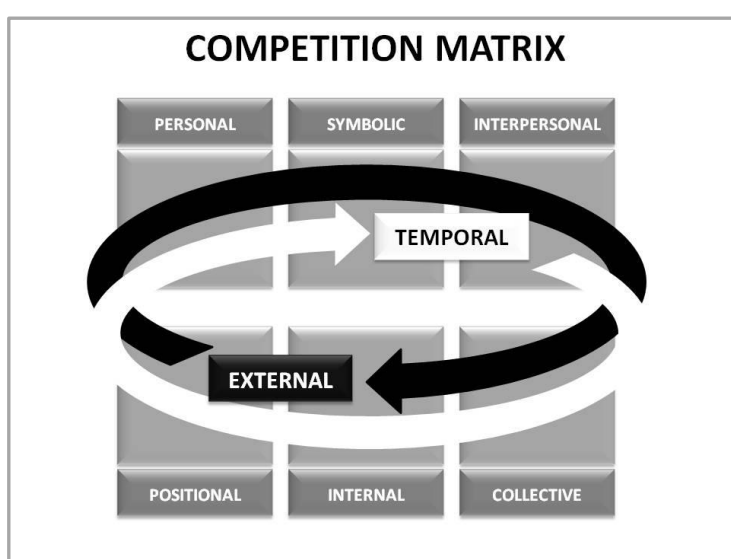 COMPETITION MATRIX
PERSONAL SYMBOLIC INTERPERSONAL
TEMPORAL
EXTERNAL
POSITIONAL INTERNAL COLLECTIVE